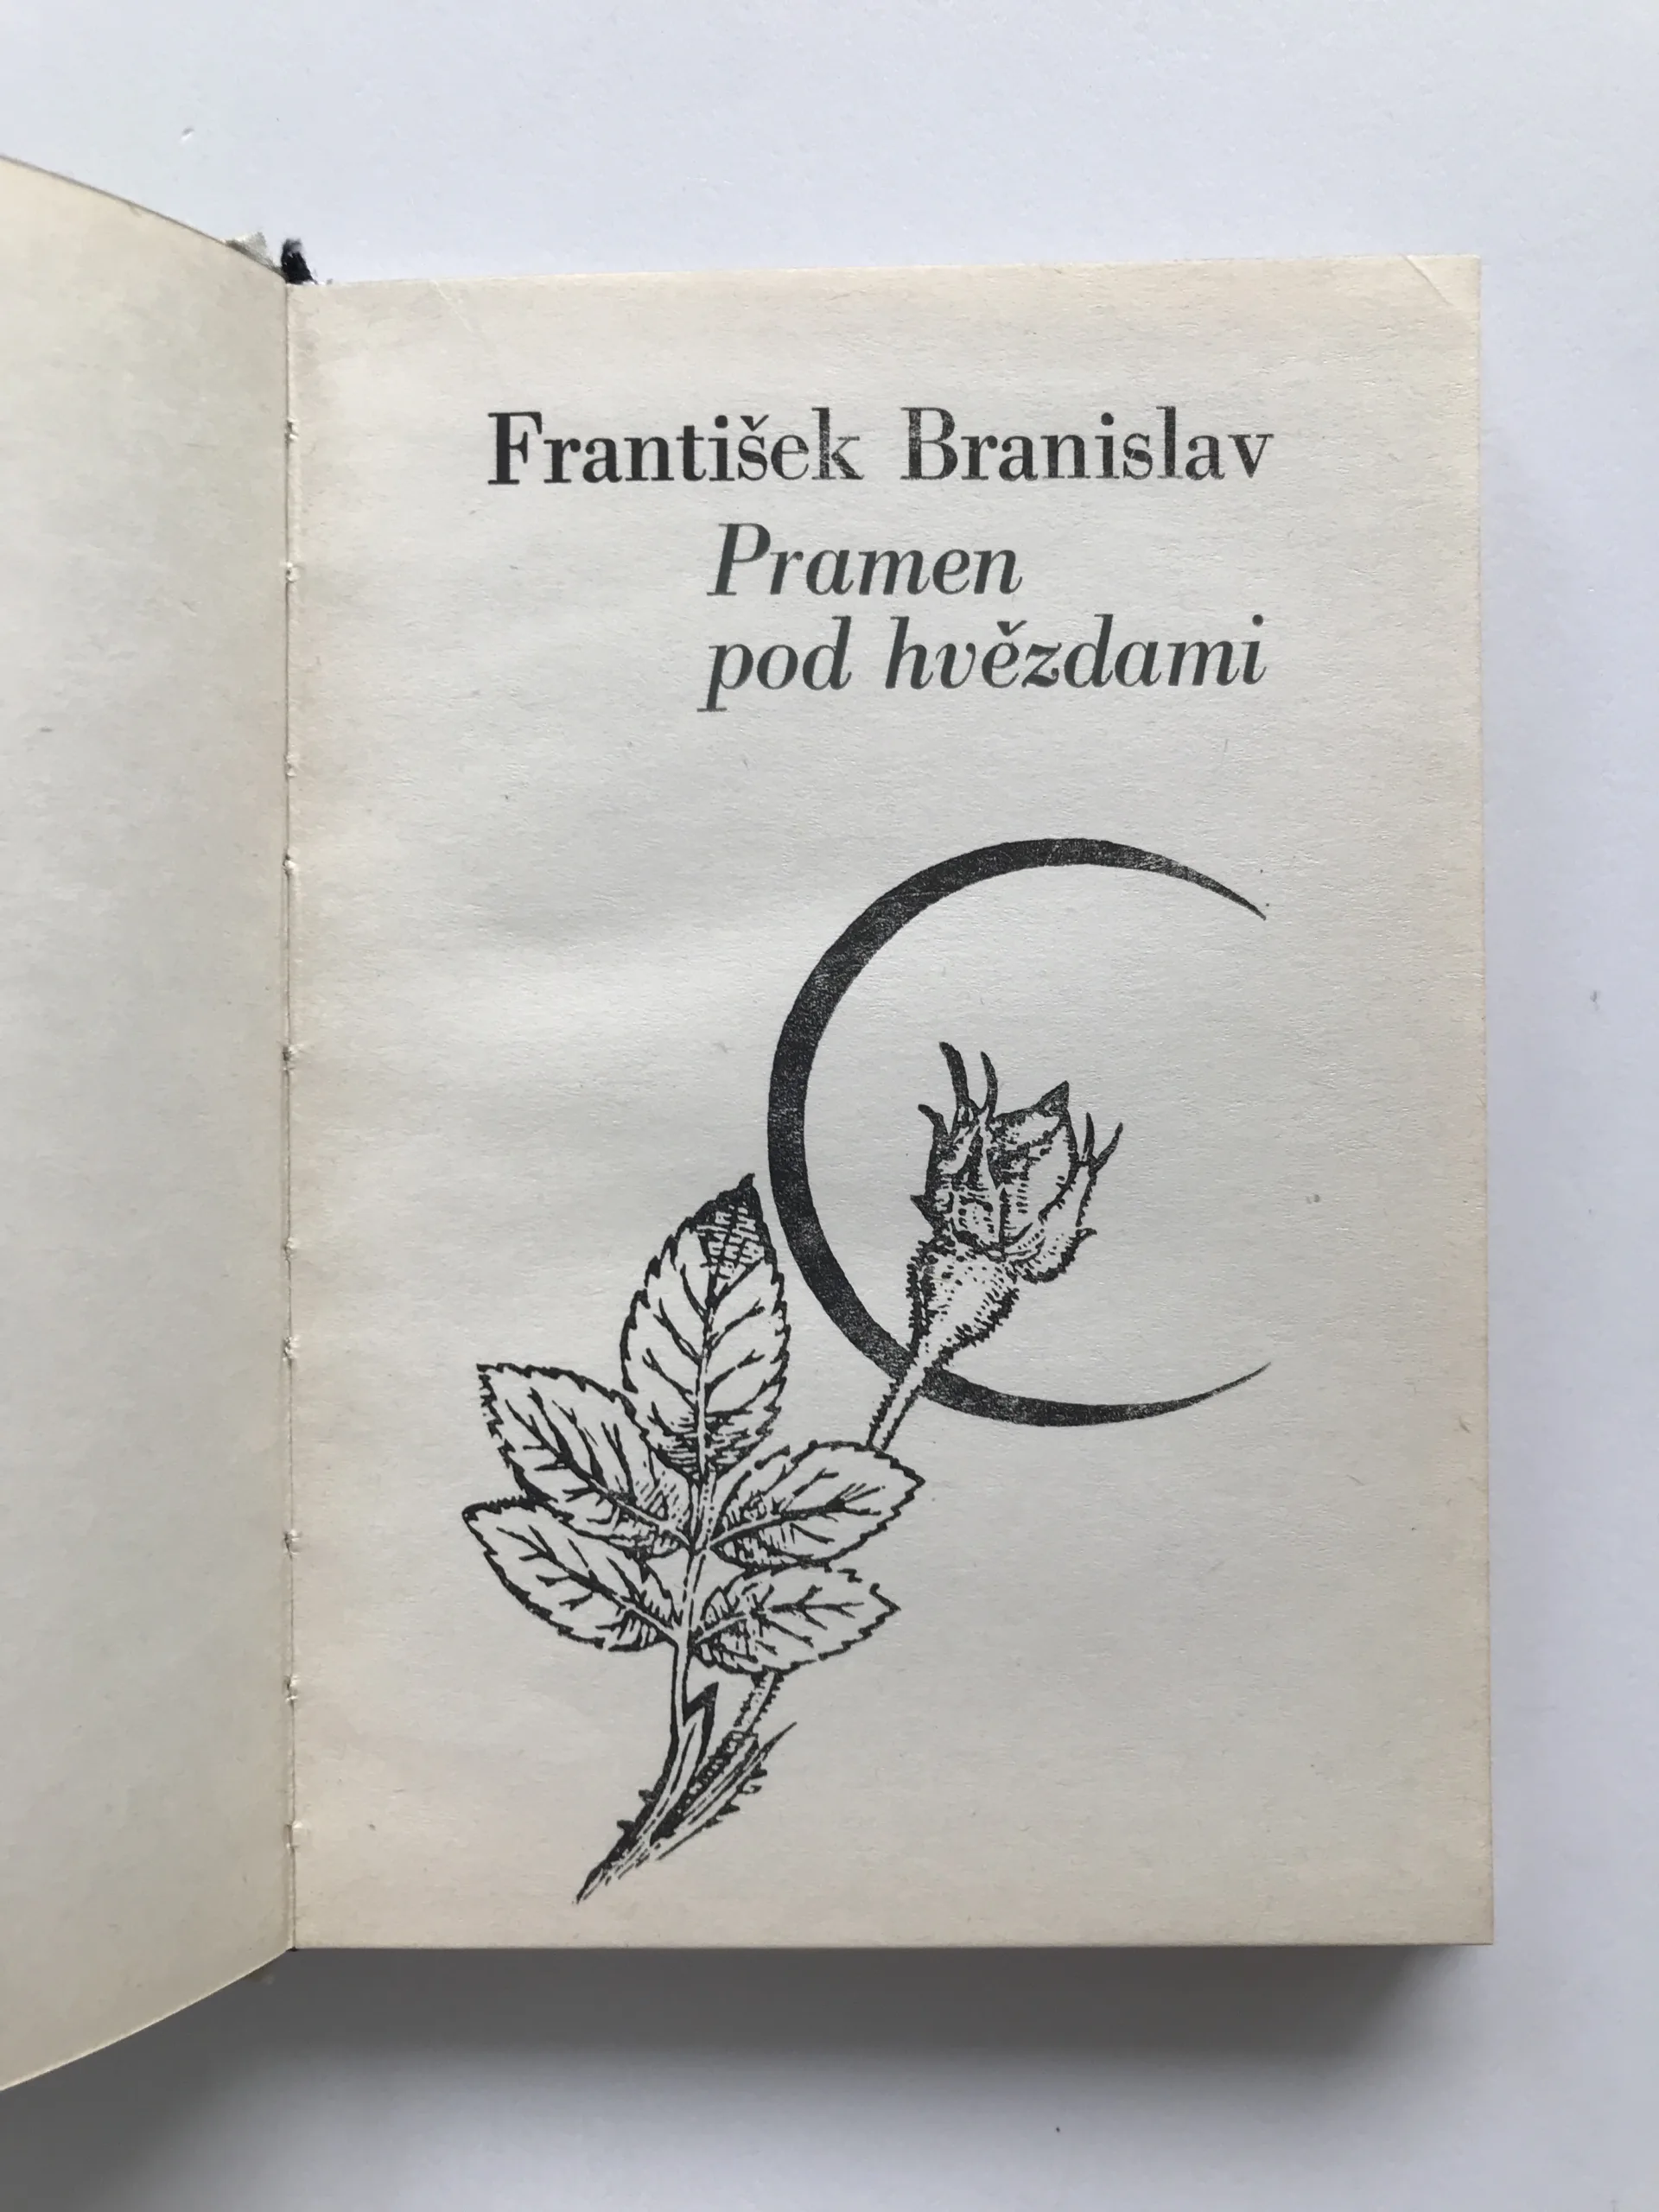 František Branislav
Pramen
pod hvězdami